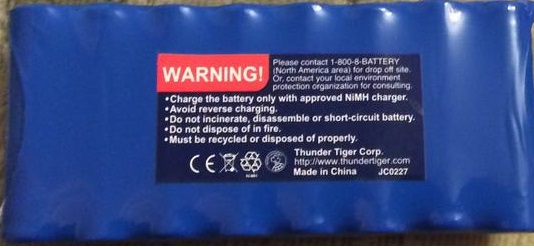 WARNING!
Please contact 1-800-8-BATTERY
(North America area) for drop off site.
Or, contact your local environment
protection organization for consulting.
•Charge the battery only with approved NiMH charger.
•Avoid reverse charging.
•Do not incinerate, disassemble or short-circuit battery.
•Do not dispose of in fire.
•Must be recycled or disposed of properly.
Thunder Tiger Corp.
http://www.thundertiger.com
Made in China JC0227
CE